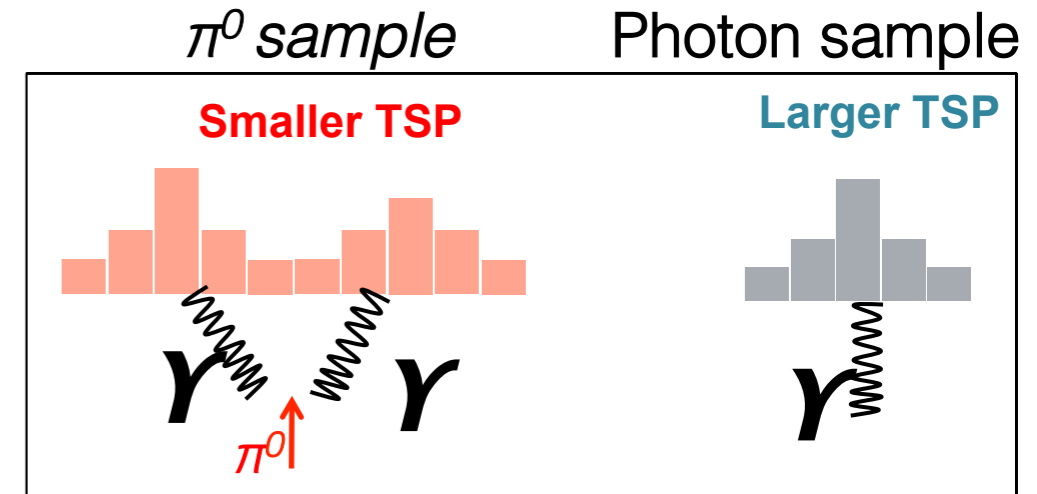 π⁰ sample
Photon sample
Smaller TSP
Larger TSP
γ
γ
γ
π⁰